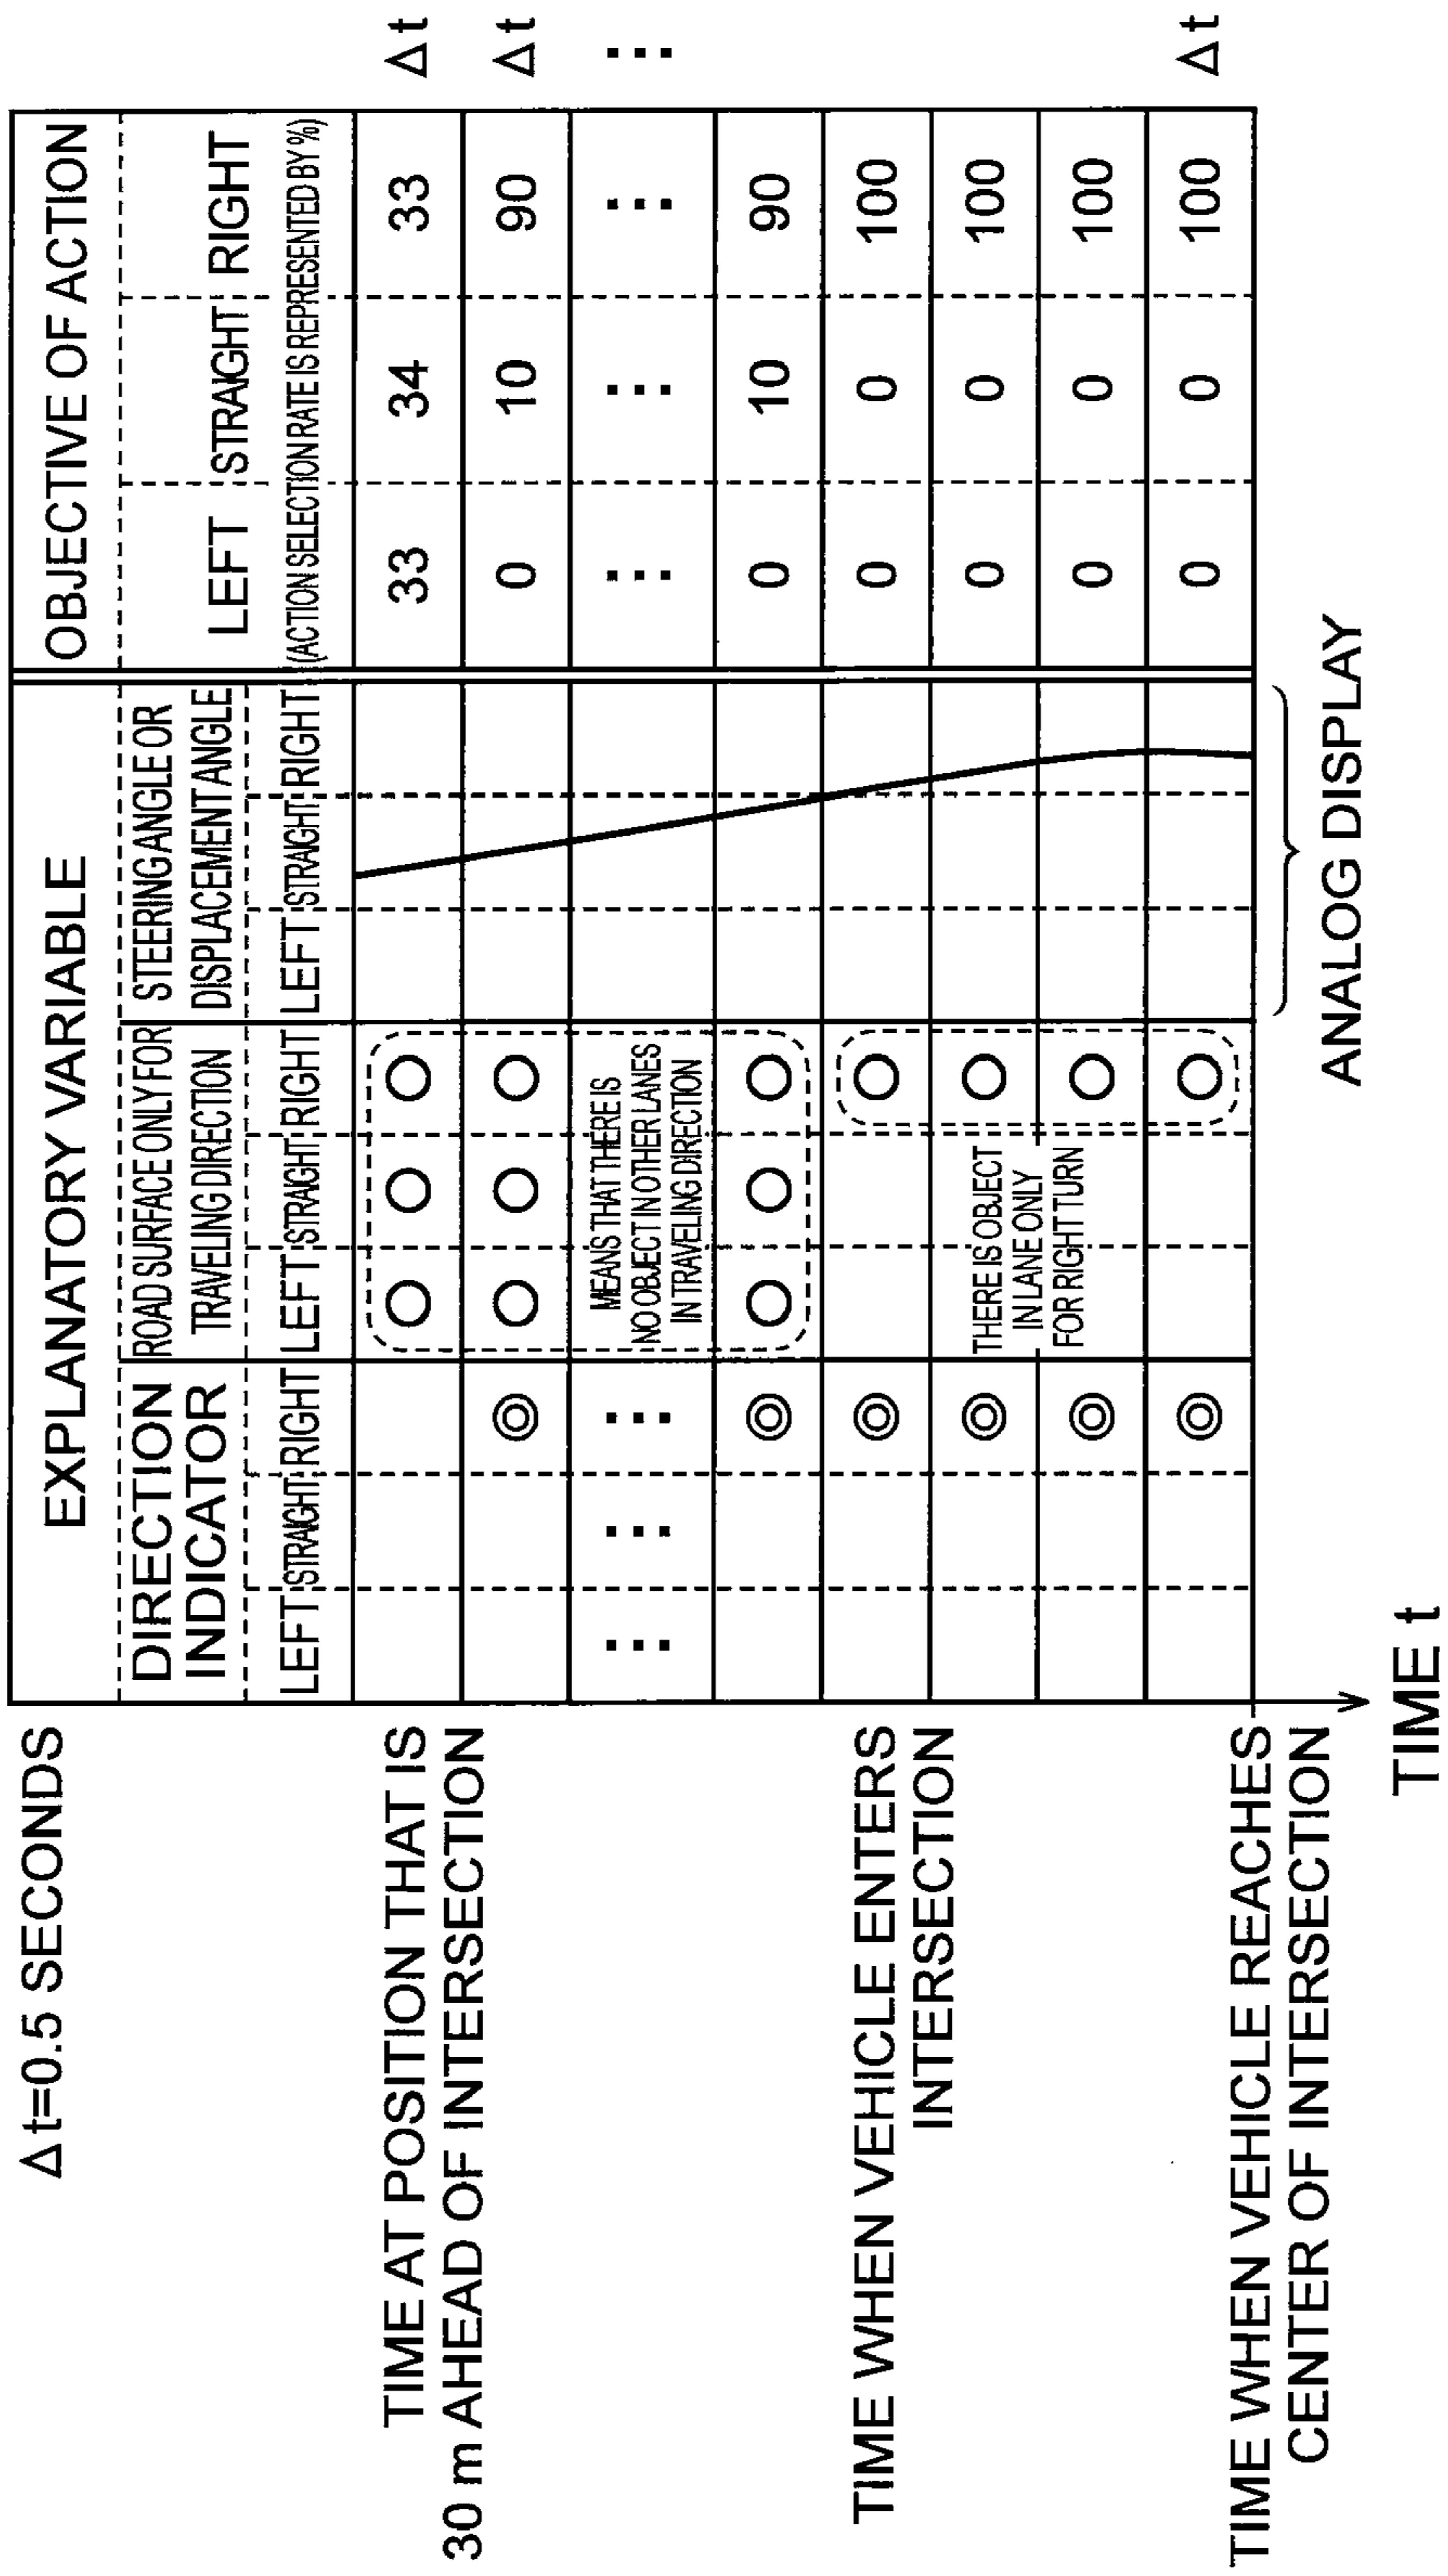 Δt=0.5 SECONDS
EXPLANATORY VARIABLE
OBJECTIVE OF ACTION
DIRECTION
INDICATOR
ROAD SURFACE ONLY FOR
TRAVELING DIRECTION
STEERING ANGLE OR
DISPLACEMENT ANGLE
LEFT STRAIGHT RIGHT
LEFT STRAIGHT RIGHT
LEFT STRAIGHT RIGHT
LEFT STRAIGHT RIGHT
(ACTION SELECTION RATE IS REPRESENTED BY %)
TIME AT POSITION THAT IS
30 m AHEAD OF INTERSECTION
○ ○ ○ 33 34 33 Δt
◎ ○ ○ ○ 0 10 90 Δt
... ... ...
MEANS THAT THERE IS
NO OBJECT IN OTHER LANES
IN TRAVELING DIRECTION
... ... ... ...
◎ ○ ○ ○ 0 10 90
TIME WHEN VEHICLE ENTERS
INTERSECTION
◎ ○ 0 0 100
◎ ○ 0 0 100
THERE IS OBJECT
IN LANE ONLY
FOR RIGHT TURN
◎ ○ 0 0 100
◎ ○ 0 0 100 Δt
TIME WHEN VEHICLE REACHES
CENTER OF INTERSECTION
ANALOG DISPLAY
TIME t